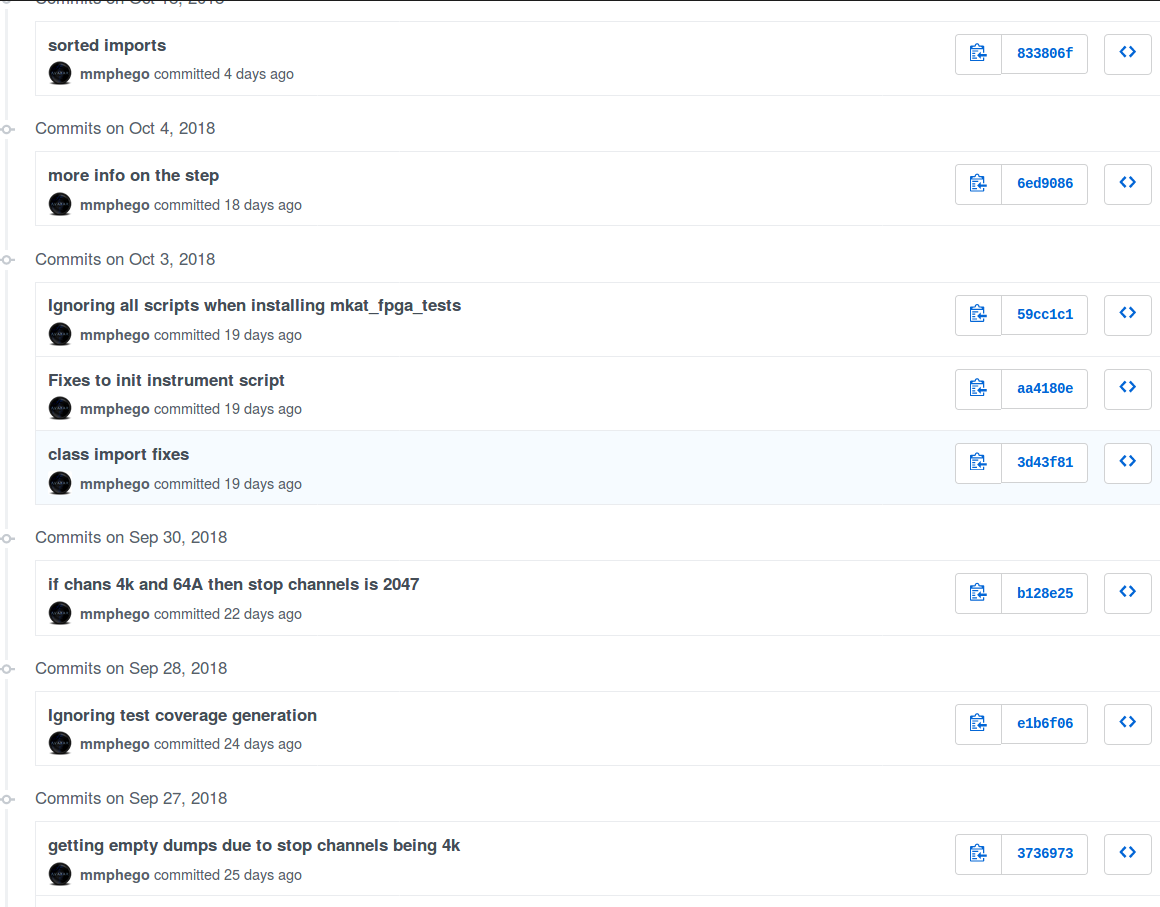 sorted imports
833806f
mmphego committed 4 days ago
Commits on Oct 4, 2018
more info on the step
6ed9086
mmphego committed 18 days ago
Commits on Oct 3, 2018
Ignoring all scripts when installing mkat_fpga_tests
59cc1c1
mmphego committed 19 days ago
Fixes to init instrument script
aa4180e
mmphego committed 19 days ago
class import fixes
3d43f81
mmphego committed 19 days ago
Commits on Sep 30, 2018
if chans 4k and 64A then stop channels is 2047
b128e25
mmphego committed 22 days ago
Commits on Sep 28, 2018
Ignoring test coverage generation
e1b6f06
mmphego committed 24 days ago
Commits on Sep 27, 2018
getting empty dumps due to stop channels being 4k
3736973
mmphego committed 25 days ago